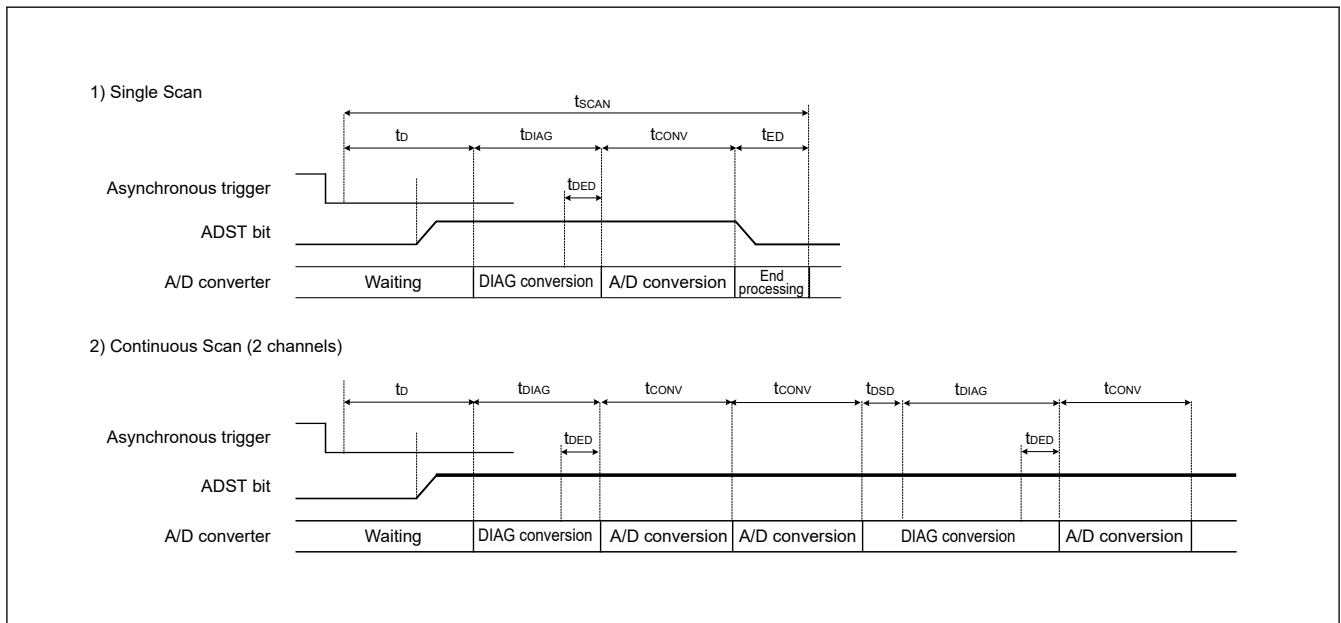 1) Single Scan
tSCAN
tD tDIAG tCONV tED
Asynchronous trigger
tDED
ADST bit
A/D converter Waiting DIAG conversion A/D conversion End processing
2) Continuous Scan (2 channels)
tD tDIAG tCONV tCONV tDSD tDIAG tCONV
Asynchronous trigger
tDED tDED
ADST bit
A/D converter Waiting DIAG conversion A/D conversion A/D conversion DIAG conversion A/D conversion